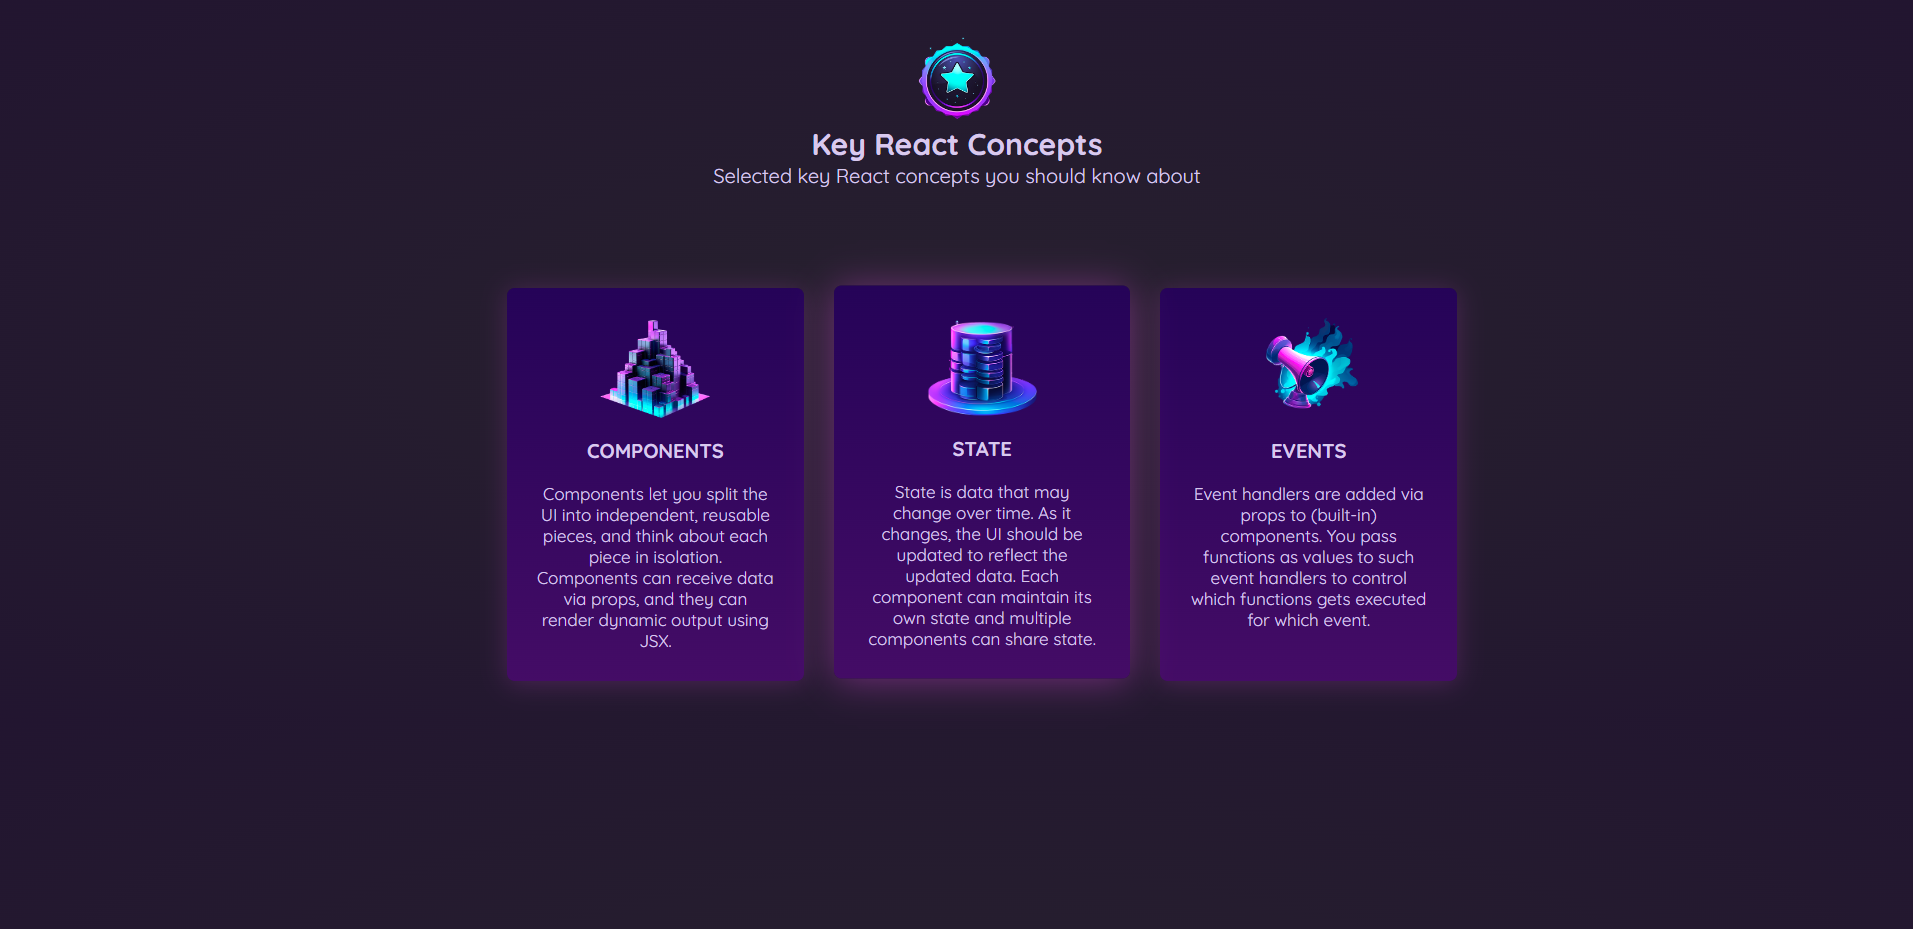 Key React Concepts
Selected key React concepts you should know about
COMPONENTS
Components let you split the
UI into independent, reusable
pieces, and think about each
piece in isolation.
Components can receive data
via props, and they can
render dynamic output using
JSX.
STATE
State is data that may
change over time. As it
changes, the UI should be
updated to reflect the
updated data. Each
component can maintain its
own state and multiple
components can share state.
EVENTS
Event handlers are added via
props to (built-in)
components. You pass
functions as values to such
event handlers to control
which functions gets executed
for which event.